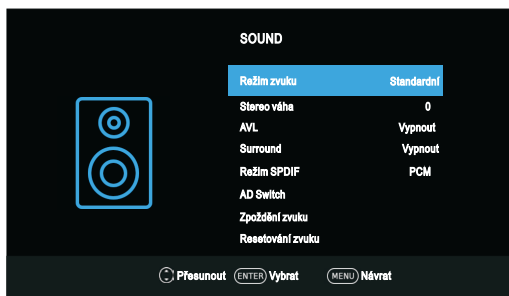 SOUND
Režim zvuku Standardní
Stereo váha 0
AVL Vypnout
Surround Vypnout
Režim SPDIF PCM
AD Switch
Zpoždění zvuku
Resetování zvuku
Přesunout ENTER Vybrat MENU Návrat